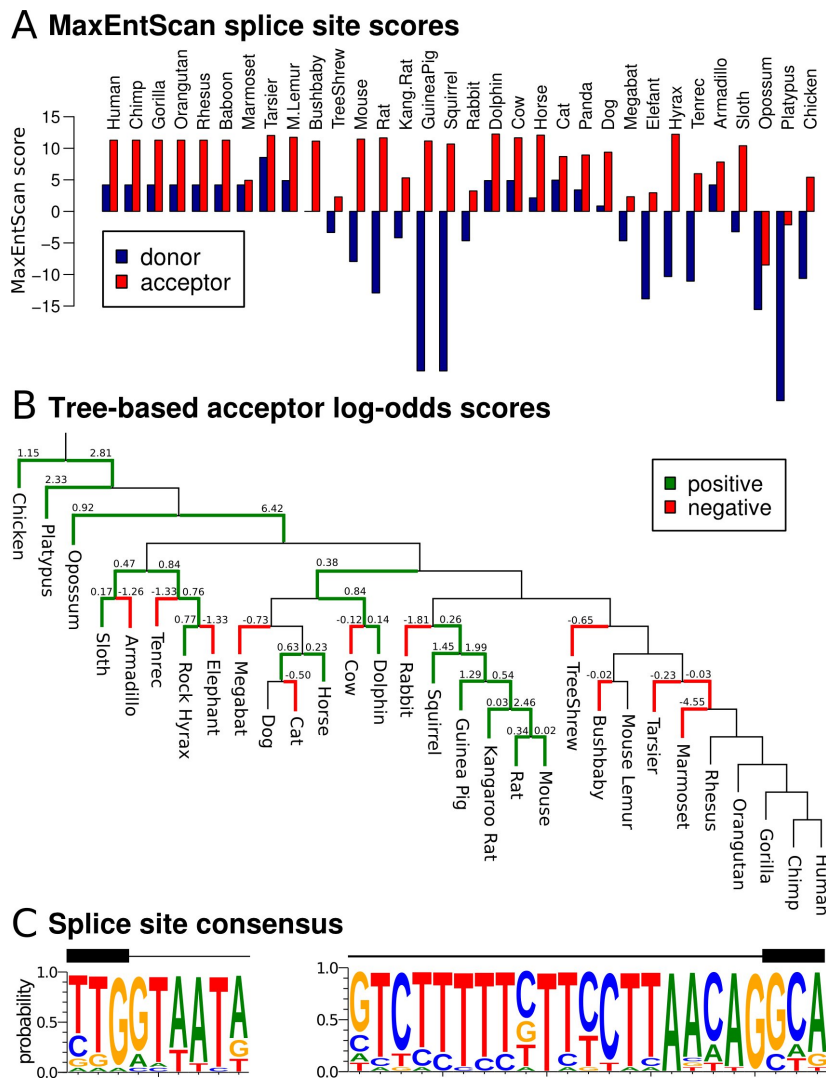 A MaxEntScan splice site scores
Human Chimp Gorilla Orangutan Rhesus Baboon Marmoset Tarsier M.Lemur Bushbaby TreeShrew Mouse Rat Kang.Rat GuineaPig Squirrel Rabbit Dolphin Cow Horse Cat Panda Dog Megabat Elefant Hyrax Tenrec Armadillo Sloth Opossum Platypus Chicken
MaxEntScan score
15
10
5
0
−5
−10
−15
donor
acceptor
B Tree-based acceptor log-odds scores
positive
negative
1.15 2.81
Chicken
2.33
Platypus
0.92 6.42
Opossum
0.47 0.84 0.38
0.17 -1.26 -1.33 0.76 0.84
Sloth Armadillo Tenrec
0.77 -1.33 -0.73 -0.12 0.14 -1.81 0.26 -0.65
Rock Hyrax Elephant Megabat Cow Dolphin Rabbit TreeShrew
0.63 0.23 1.45 1.99
Horse Squirrel
-0.50 1.29 0.54 -0.02 -0.23 -0.03
Dog Cat Guinea Pig Bushbaby Mouse Lemur Tarsier
0.03 2.46 -4.55
Kangaroo Rat Marmoset
0.34 0.02
Rat Mouse Rhesus
Orangutan
Gorilla
Chimp Human
C Splice site consensus
probability
1.0
0.5
0.0
TTGGTAATA
C G
G G A T G
A A A C C C T
1.0
0.5
0.0
GTCTTTTTCTTCCTTAACAGGCA